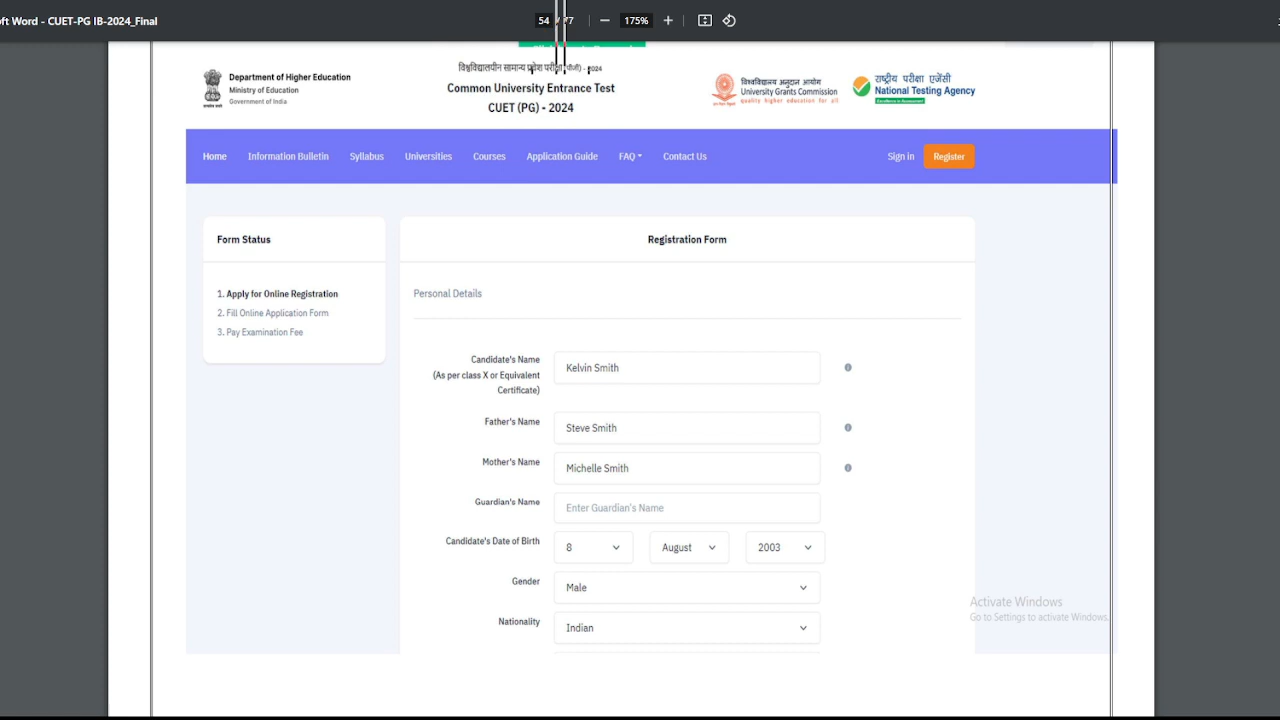 oft Word - CUET-PG IB-2024_Final
54 / 77
175%
विश्वविद्यालयीन सामान्य प्रवेश परीक्षा (पीजी) - 2024
Department of Higher Education
Ministry of Education
Government of India
Common University Entrance Test
CUET (PG) - 2024
विश्वविद्यालय अनुदान आयोग
University Grants Commission
quality higher education for all
राष्ट्रीय परीक्षा एजेंसी
National Testing Agency
Excellence in Assessment
Home Information Bulletin Syllabus Universities Courses Application Guide FAQ Contact Us Sign in Register
Form Status
1. Apply for Online Registration
2. Fill Online Application Form
3. Pay Examination Fee
Registration Form
Personal Details
Candidate's Name
(As per class X or Equivalent
Certificate)
Kelvin Smith
Father's Name Steve Smith
Mother's Name Michelle Smith
Guardian's Name Enter Guardian's Name
Candidate's Date of Birth 8 August 2003
Gender Male
Nationality Indian
Activate Windows
Go to Settings to activate Windows.